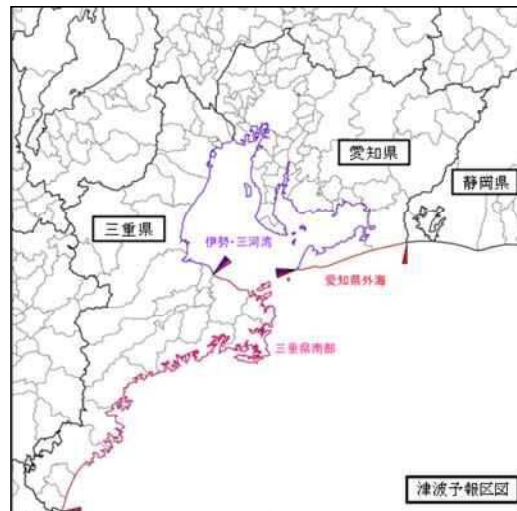 愛知県
静岡県
三重県
伊勢・三河湾
愛知県外海
三重県南部
津波予報区図